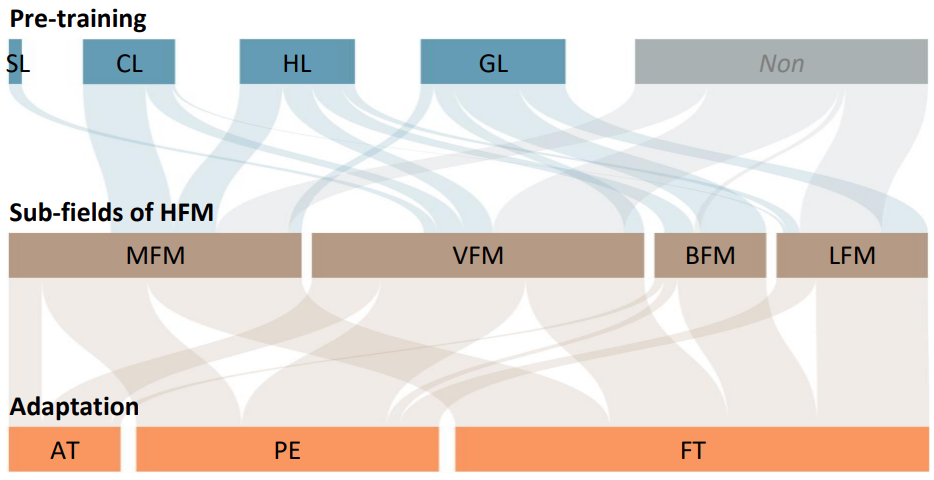 Pre-training
SL CL HL GL Non
Sub-fields of HFM
MFM VFM BFM LFM
Adaptation
AT PE FT